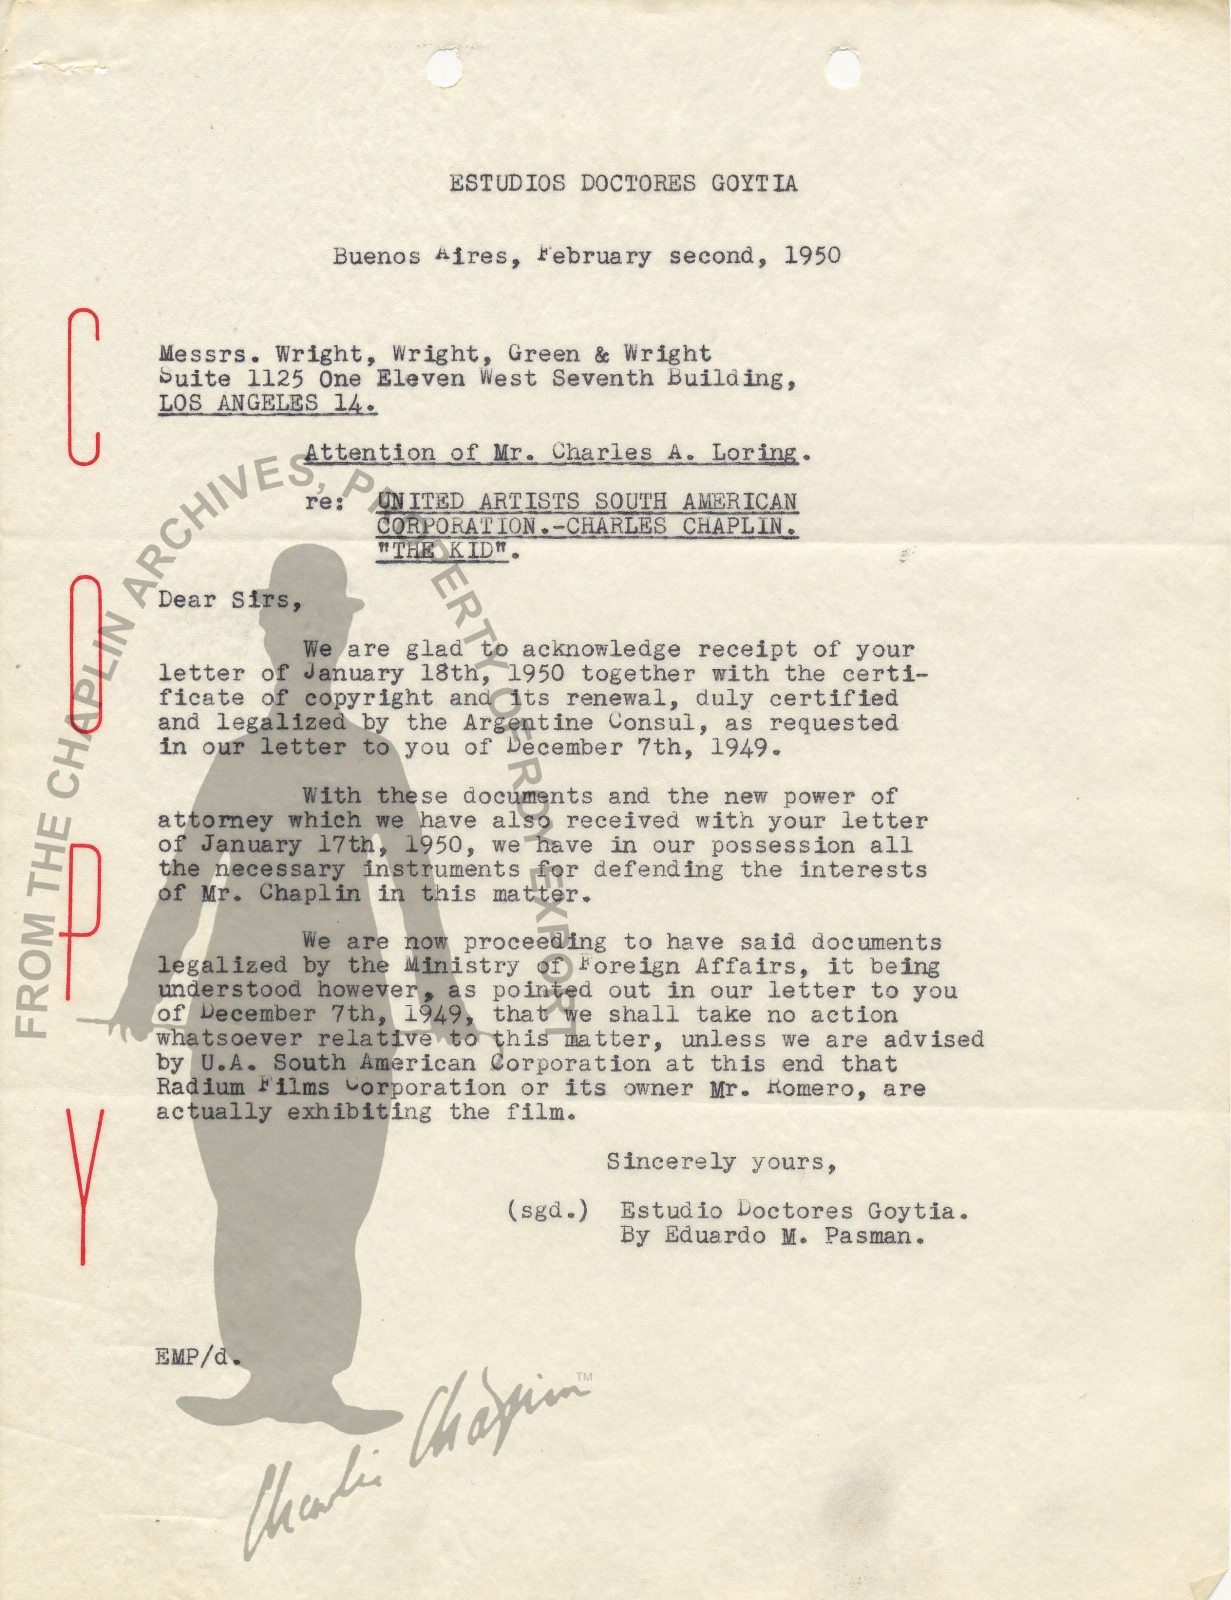 ESTUDIOS DOCTORES GOYTIA
Buenos Aires, February second, 1950
COPY
Messrs. Wright, Wright, Green & Wright
Suite 1125 One Eleven West Seventh Building,
LOS ANGELES 14.
Attention of Mr. Charles A. Loring.
re: UNITED ARTISTS SOUTH AMERICAN
CORPORATION.-CHARLES CHAPLIN.
"THE KID".
Dear Sirs,
We are glad to acknowledge receipt of your
letter of January 18th, 1950 together with the certi-
ficate of copyright and its renewal, duly certified
and legalized by the Argentine Consul, as requested
in our letter to you of December 7th, 1949.
With these documents and the new power of
attorney which we have also received with your letter
of January 17th, 1950, we have in our possession all
the necessary instruments for defending the interests
of Mr. Chaplin in this matter.
We are now proceeding to have said documents
legalized by the Ministry of Foreign Affairs, it being
understood however, as pointed out in our letter to you
of December 7th, 1949, that we shall take no action
whatsoever relative to this matter, unless we are advised
by U.A. South American Corporation at this end that
Radium Films Corporation or its owner Mr. Romero, are
actually exhibiting the film.
Sincerely yours,
(sgd.) Estudio Doctores Goytia.
By Eduardo M. Pasman.
EMP/d.
FROM THE CHAPLIN ARCHIVES, PROPERTY OF ROY EXPORT
Charlie Chaplin TM